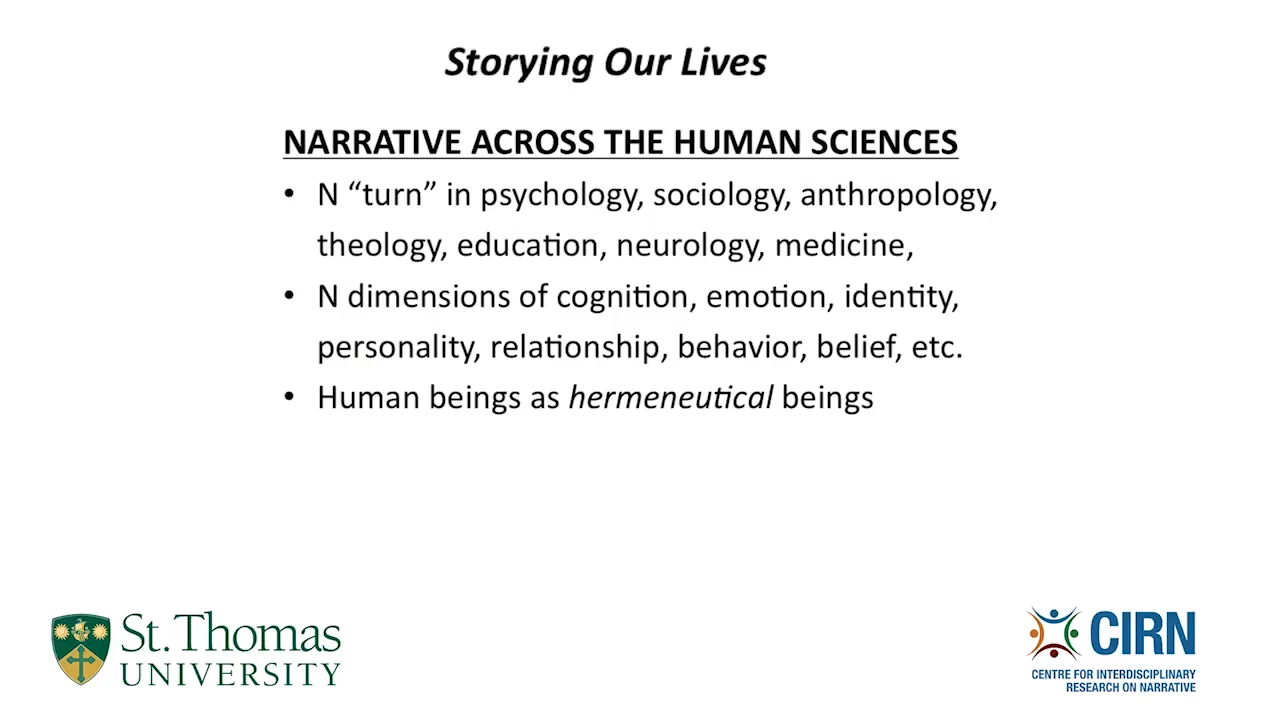 Storying Our Lives
NARRATIVE ACROSS THE HUMAN SCIENCES
• N “turn” in psychology, sociology, anthropology,
theology, education, neurology, medicine,
• N dimensions of cognition, emotion, identity,
personality, relationship, behavior, belief, etc.
• Human beings as hermeneutical beings
St. Thomas
UNIVERSITY
CIRN
CENTRE FOR INTERDISCIPLINARY
RESEARCH ON NARRATIVE